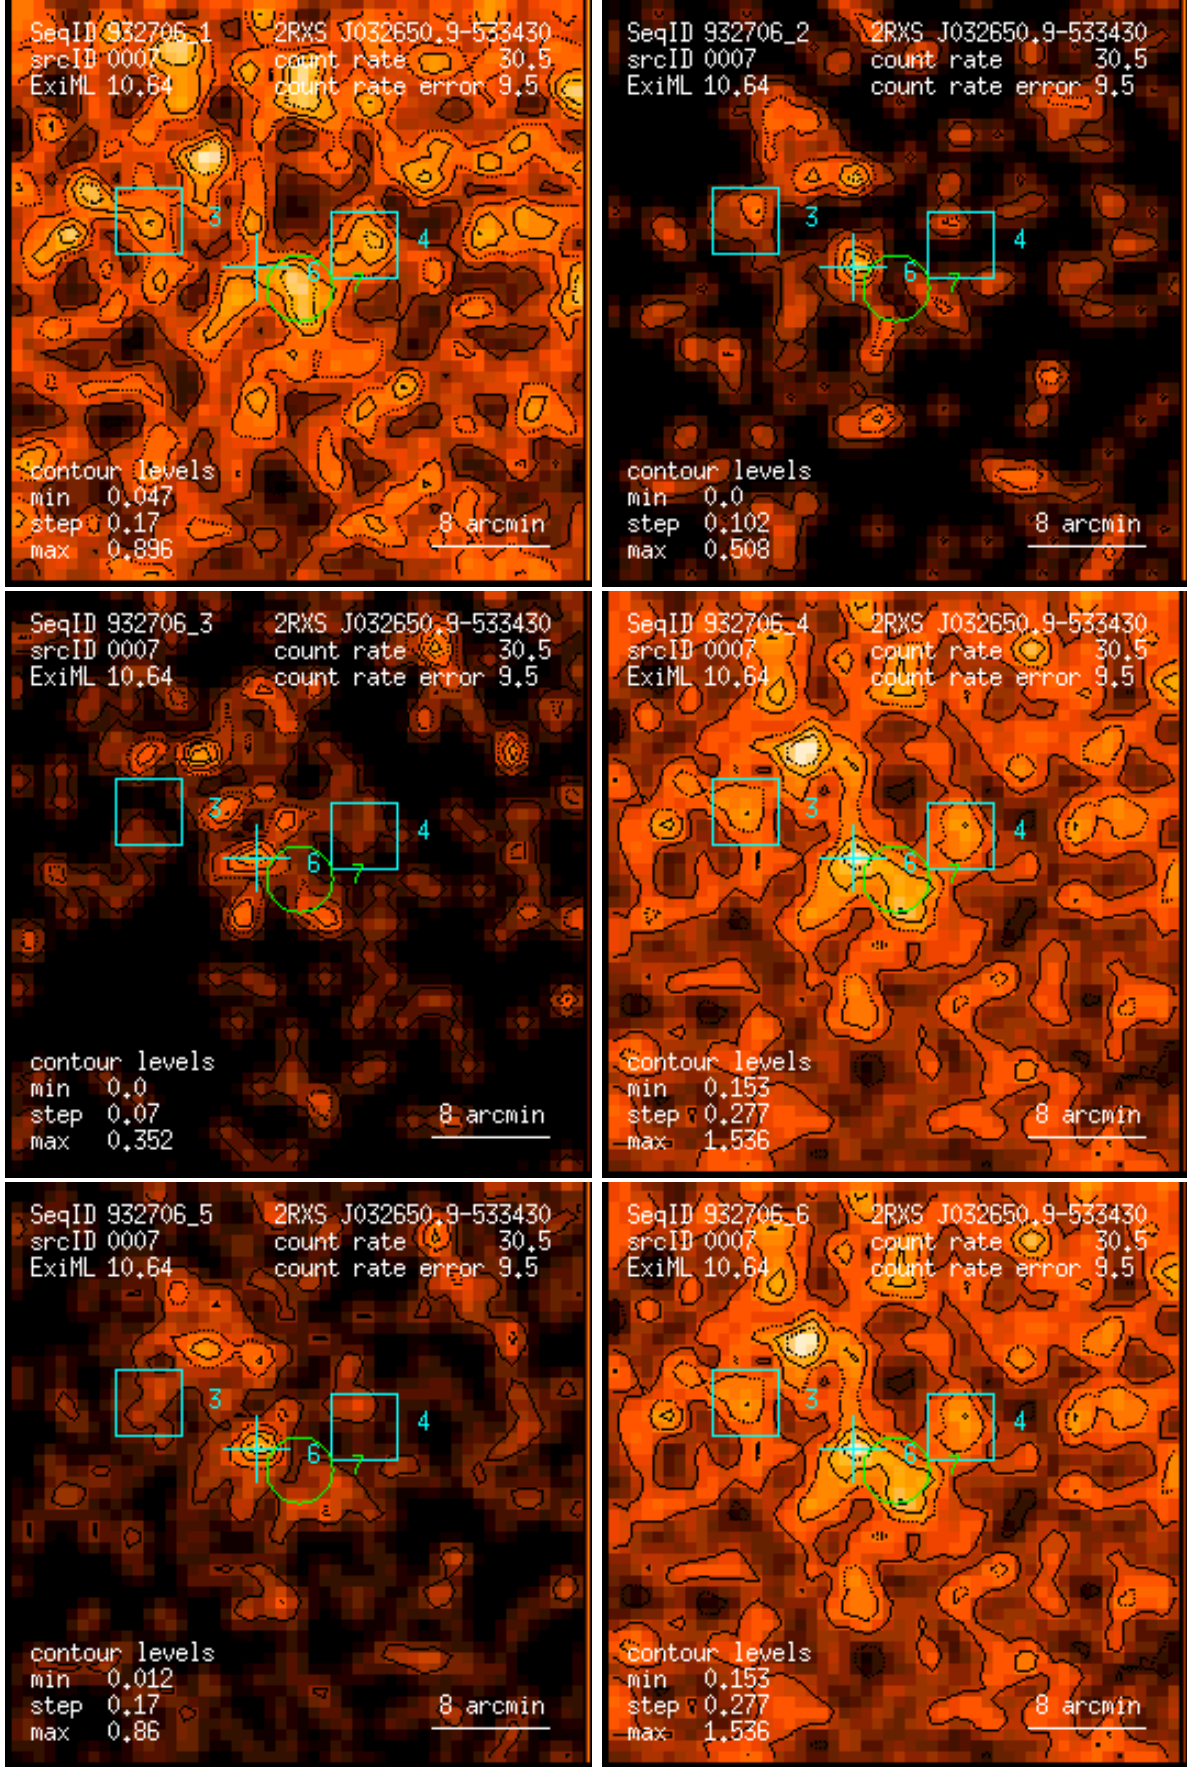 SeqID 932706_1 2RXS J032650.9-533430
srcID 0007 count rate 30.5
ExiML 10.64 count rate error 9.5
3
4
6
7
contour levels
min 0.047
step 0.17
max 0.896
8 arcmin
SeqID 932706_2 2RXS J032650.9-533430
srcID 0007 count rate 30.5
ExiML 10.64 count rate error 9.5
3
4
6
7
contour levels
min 0.0
step 0.102
max 0.508
8 arcmin
SeqID 932706_3 2RXS J032650.9-533430
srcID 0007 count rate 30.5
ExiML 10.64 count rate error 9.5
3
4
6
7
contour levels
min 0.0
step 0.07
max 0.352
8 arcmin
SeqID 932706_4 2RXS J032650.9-533430
srcID 0007 count rate 30.5
ExiML 10.64 count rate error 9.5
3
4
6
7
contour levels
min 0.153
step 0.277
max 1.536
8 arcmin
SeqID 932706_5 2RXS J032650.9-533430
srcID 0007 count rate 30.5
ExiML 10.64 count rate error 9.5
3
4
6
7
contour levels
min 0.012
step 0.17
max 0.86
8 arcmin
SeqID 932706_6 2RXS J032650.9-533430
srcID 0007 count rate 30.5
ExiML 10.64 count rate error 9.5
3
4
6
7
contour levels
min 0.153
step 0.277
max 1.536
8 arcmin